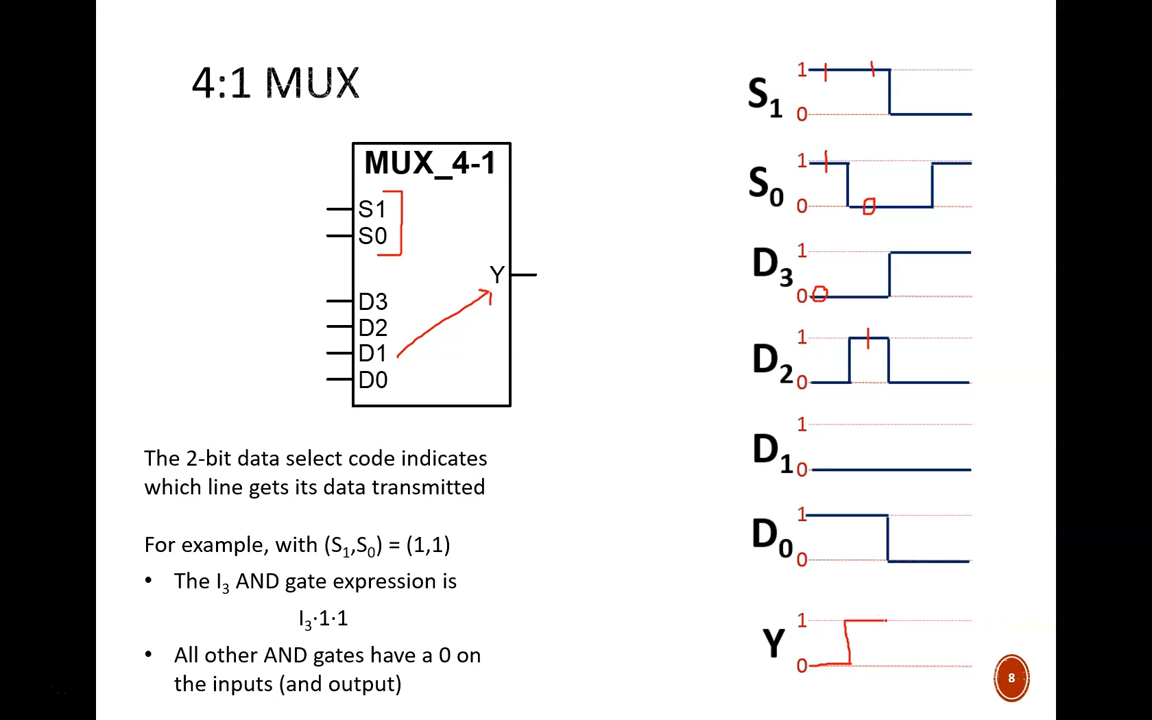 4:1 MUX
MUX_4-1
S1
S0
Y
D3
D2
D1
D0
The 2-bit data select code indicates
which line gets its data transmitted
For example, with (S₁,S₀) = (1,1)
• The I₃ AND gate expression is
I₃·1·1
• All other AND gates have a 0 on
the inputs (and output)
S₁
1
0
S₀
1
0
D₃
1
0
D₂
1
0
D₁
1
0
D₀
1
0
Y
1
0
8